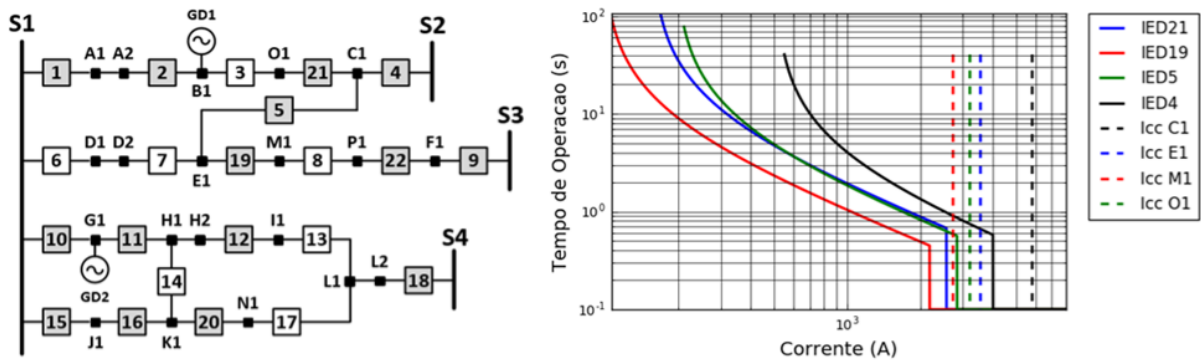 S1
GD1
S2
A1 A2 O1 C1
1 2 3 21 4
B1
5
S3
D1 D2 M1 P1 F1
6 7 19 8 22 9
E1
G1 H1 H2 I1
10 11 12 13
S4
14
GD2
L1 L2 18
N1
15 16 20 17
J1 K1
Tempo de Operacao (s)
10²
10¹
10⁰
10⁻¹
10³
Corrente (A)
IED21
IED19
IED5
IED4
Icc C1
Icc E1
Icc M1
Icc O1